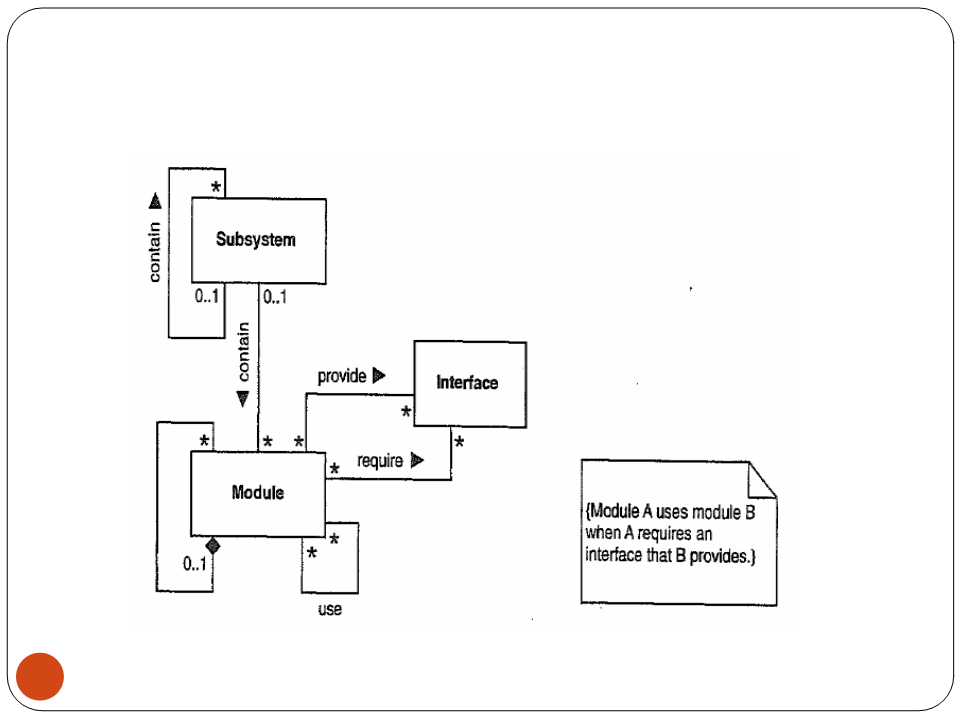 *
contain
Subsystem
0..1
0..1
contain
provide
Interface
*
*
*
*
*
require
*
Module
0..1
*
*
use
{Module A uses module B
when A requires an
interface that B provides.}